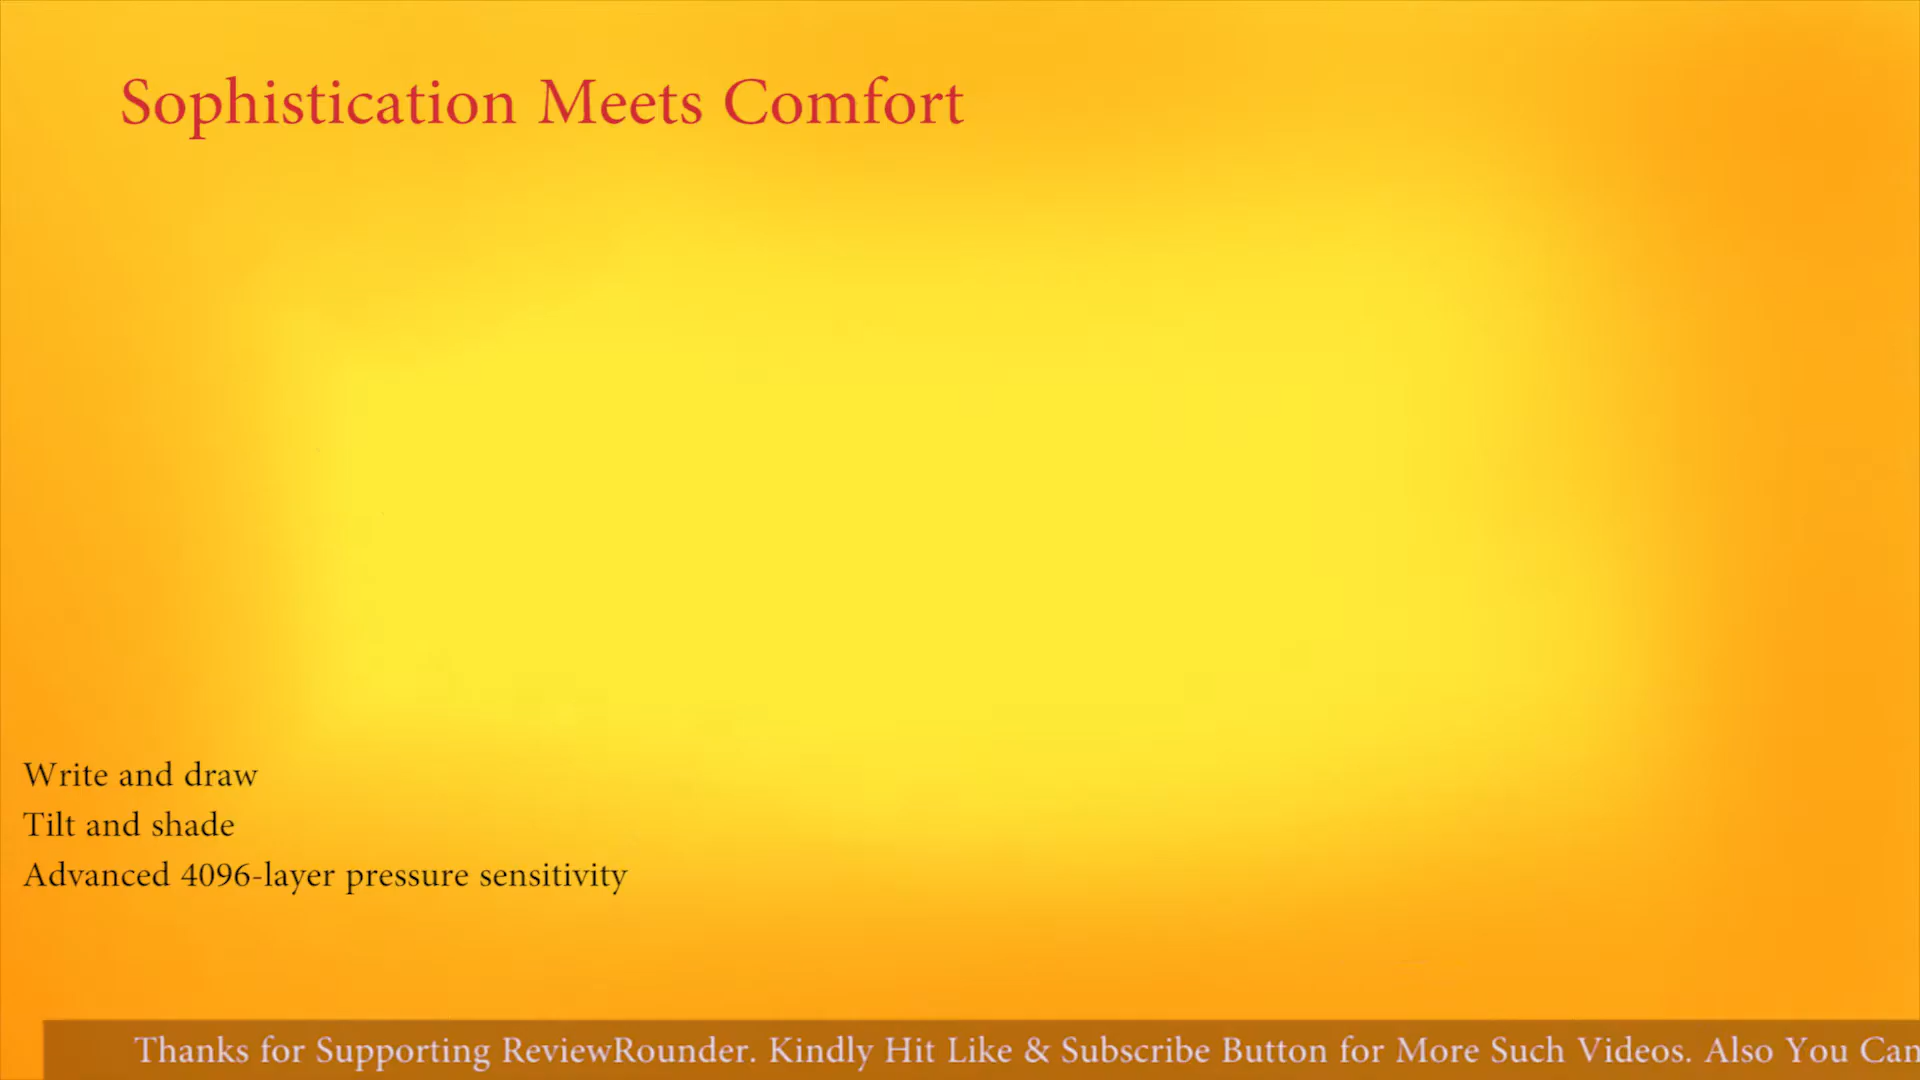 Sophistication Meets Comfort
Write and draw
Tilt and shade
Advanced 4096-layer pressure sensitivity
Thanks for Supporting ReviewRounder. Kindly Hit Like & Subscribe Button for More Such Videos. Also You Can